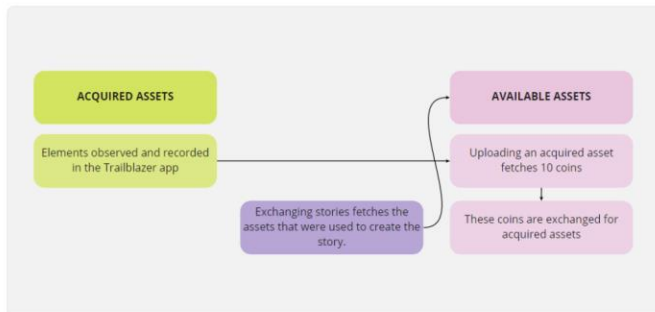 ACQUIRED ASSETS
Elements observed and recorded
in the Trailblazer app
Exchanging stories fetches the
assets that were used to create the
story.
AVAILABLE ASSETS
Uploading an acquired asset
fetches 10 coins
These coins are exchanged for
acquired assets